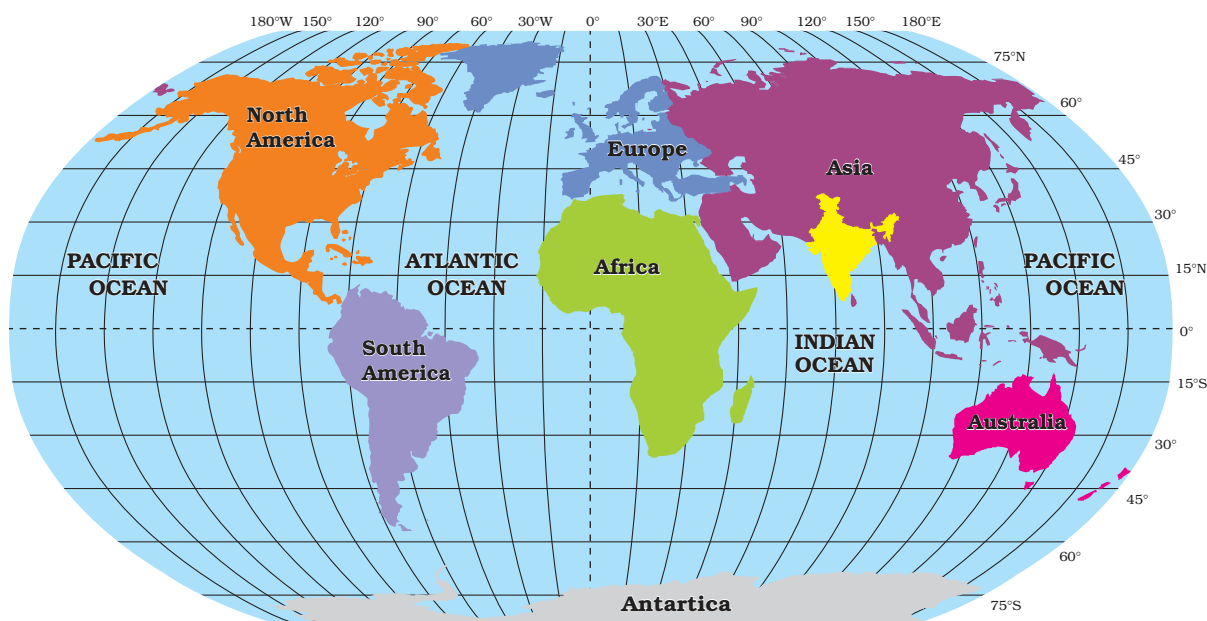 180°W 150° 120° 90° 60° 30°W 0° 30°E 60° 90° 120° 150° 180°E
75°N
60°
North
America
Europe
45°
Asia
30°
PACIFIC
OCEAN
ATLANTIC
OCEAN
Africa
PACIFIC
OCEAN
15°N
0°
INDIAN
OCEAN
South
America
15°S
Australia
30°
45°
60°
Antartica
75°S